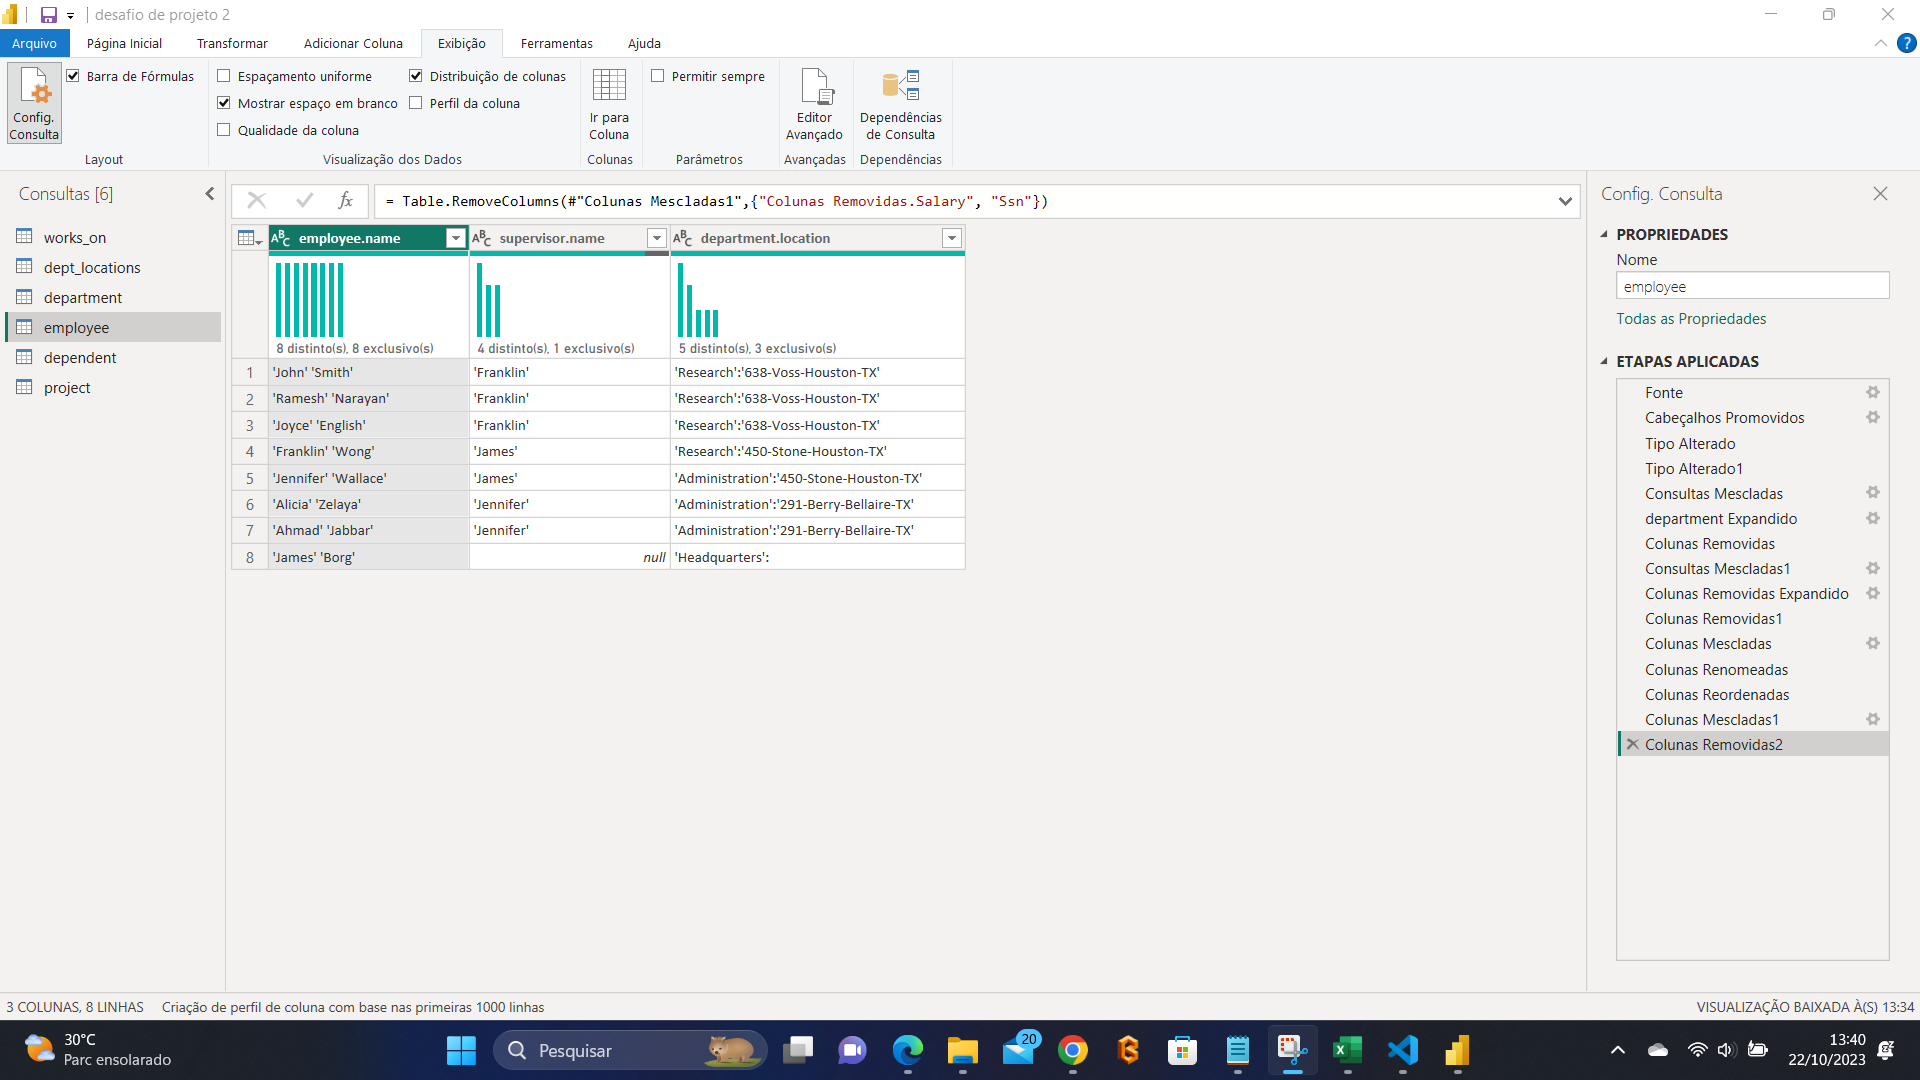 desafio de projeto 2
Arquivo Página Inicial Transformar Adicionar Coluna Exibição Ferramentas Ajuda
Config. Consulta
Barra de Fórmulas
Layout
Espaçamento uniforme
Mostrar espaço em branco
Qualidade da coluna
Distribuição de colunas
Perfil da coluna
Visualização dos Dados
Ir para Coluna
Colunas
Permitir sempre
Parâmetros
Editor Avançado
Avançadas
Dependências de Consulta
Dependências
Consultas [6]
works_on
dept_locations
department
employee
dependent
project
fx = Table.RemoveColumns(#"Colunas Mescladas1",{"Colunas Removidas.Salary", "Ssn"})
ABC employee.name ABC supervisor.name ABC department.location
8 distinto(s), 8 exclusivo(s) 4 distinto(s), 1 exclusivo(s) 5 distinto(s), 3 exclusivo(s)
1 'John' 'Smith' 'Franklin' 'Research':'638-Voss-Houston-TX'
2 'Ramesh' 'Narayan' 'Franklin' 'Research':'638-Voss-Houston-TX'
3 'Joyce' 'English' 'Franklin' 'Research':'638-Voss-Houston-TX'
4 'Franklin' 'Wong' 'James' 'Research':'450-Stone-Houston-TX'
5 'Jennifer' 'Wallace' 'James' 'Administration':'450-Stone-Houston-TX'
6 'Alicia' 'Zelaya' 'Jennifer' 'Administration':'291-Berry-Bellaire-TX'
7 'Ahmad' 'Jabbar' 'Jennifer' 'Administration':'291-Berry-Bellaire-TX'
8 'James' 'Borg' null 'Headquarters':
Config. Consulta
PROPRIEDADES
Nome
employee
Todas as Propriedades
ETAPAS APLICADAS
Fonte
Cabeçalhos Promovidos
Tipo Alterado
Tipo Alterado1
Consultas Mescladas
department Expandido
Colunas Removidas
Consultas Mescladas1
Colunas Removidas Expandido
Colunas Removidas1
Colunas Mescladas
Colunas Renomeadas
Colunas Reordenadas
Colunas Mescladas1
Colunas Removidas2
3 COLUNAS, 8 LINHAS Criação de perfil de coluna com base nas primeiras 1000 linhas VISUALIZAÇÃO BAIXADA À(S) 13:34
30°C
Parc ensolarado
Pesquisar
20
13:40
22/10/2023